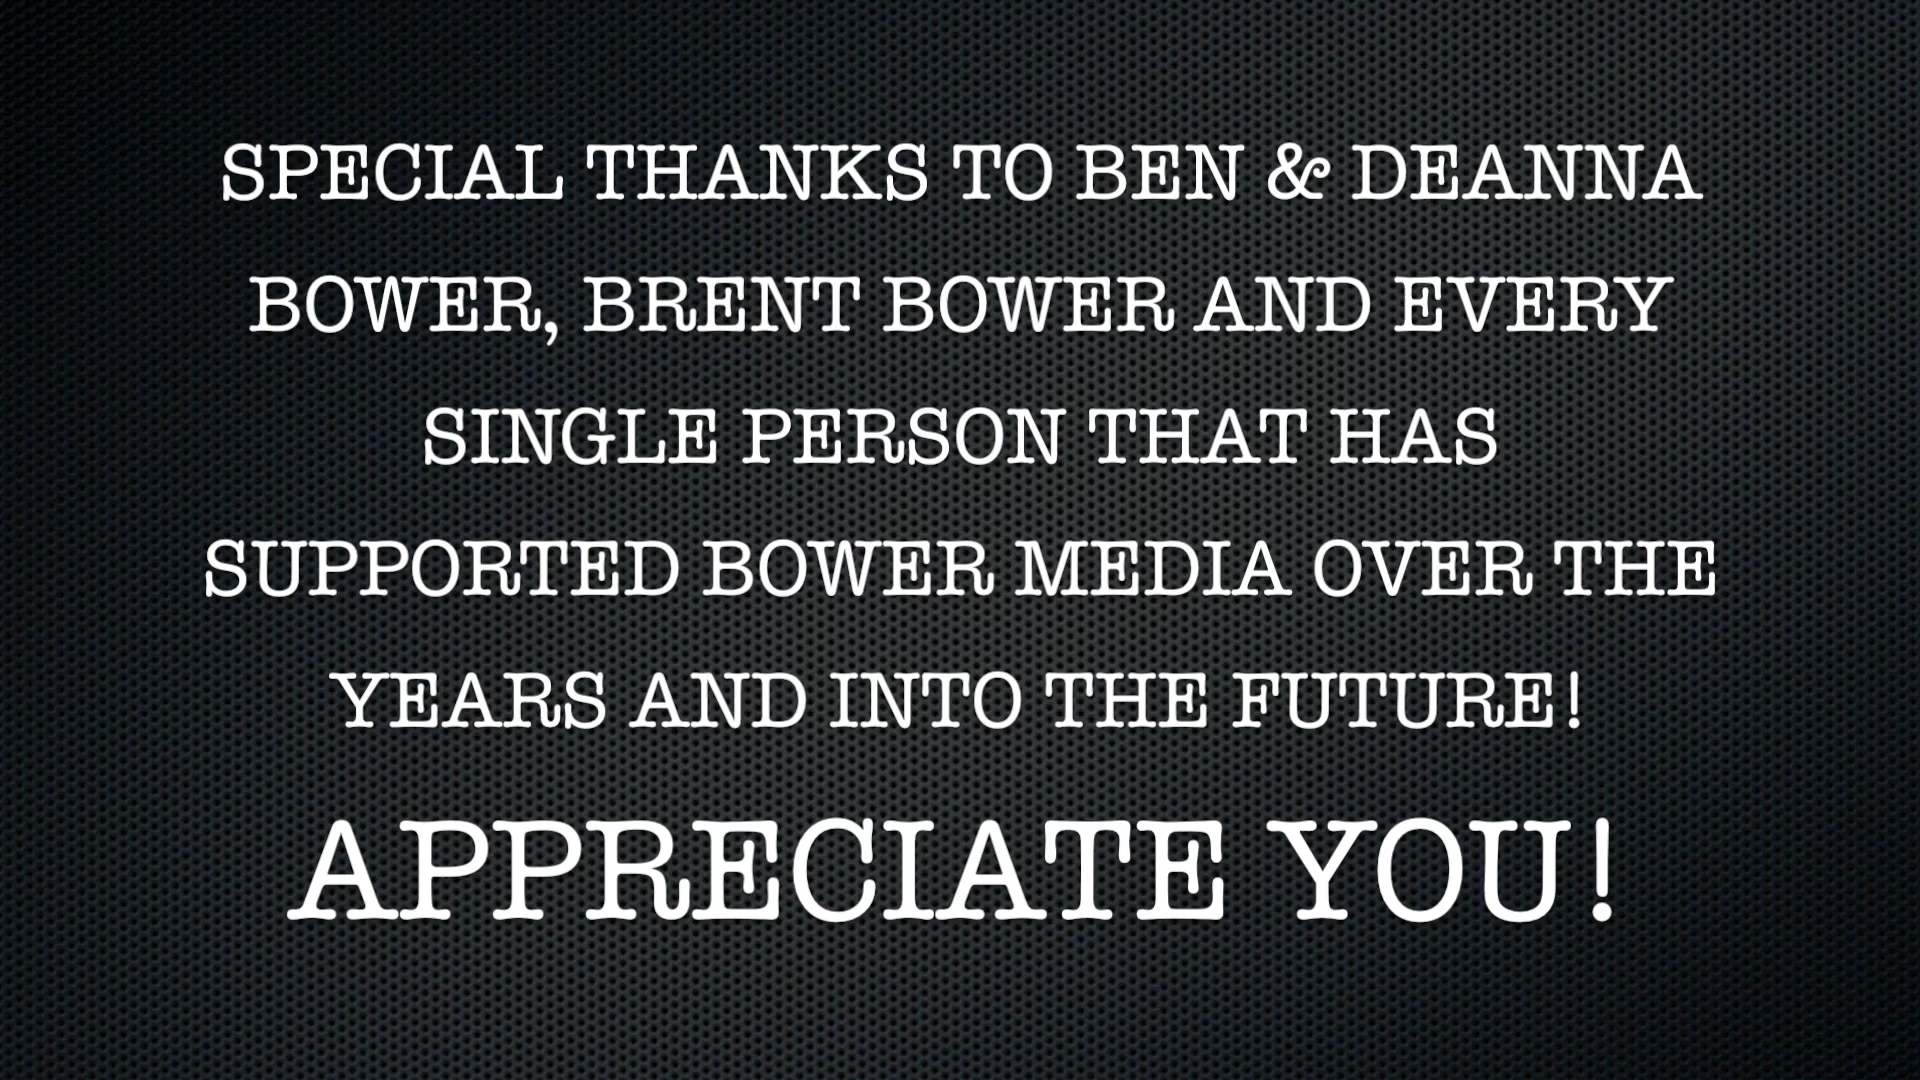 SPECIAL THANKS TO BEN & DEANNA
BOWER, BRENT BOWER AND EVERY
SINGLE PERSON THAT HAS
SUPPORTED BOWER MEDIA OVER THE
YEARS AND INTO THE FUTURE!
APPRECIATE YOU!